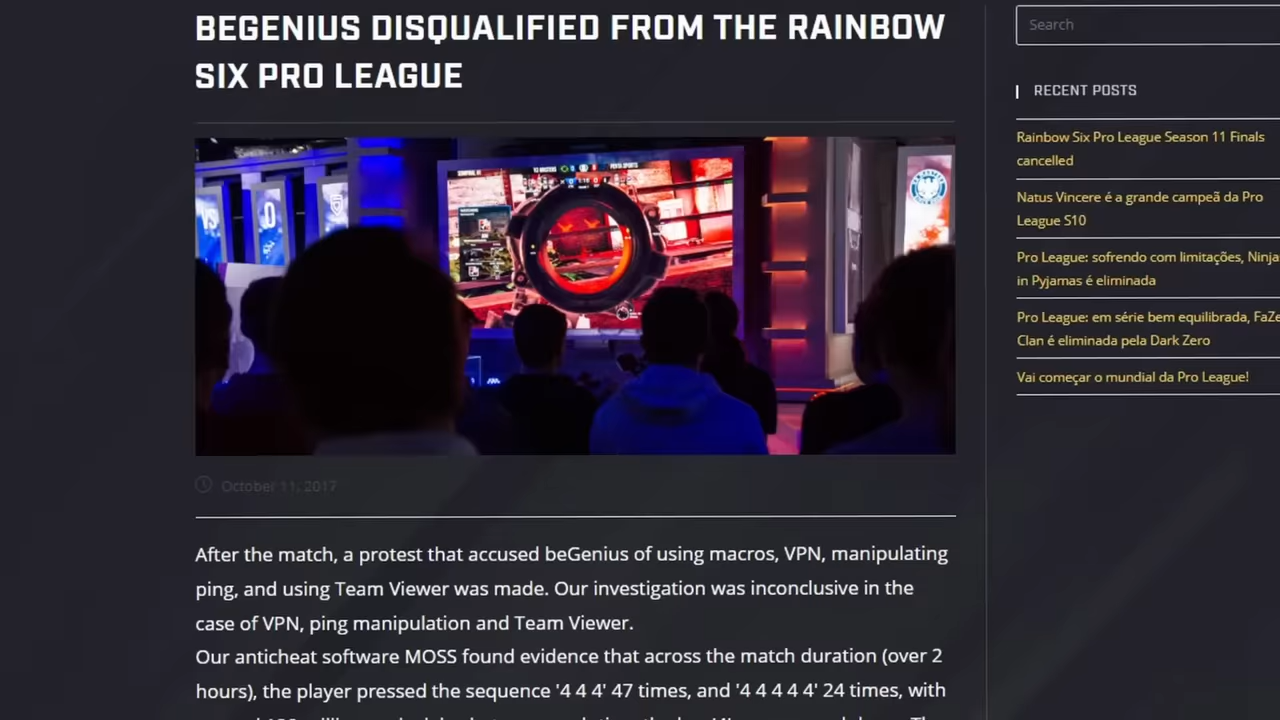 BEGENIUS DISQUALIFIED FROM THE RAINBOW
SIX PRO LEAGUE
October 11, 2017
After the match, a protest that accused beGenius of using macros, VPN, manipulating
ping, and using Team Viewer was made. Our investigation was inconclusive in the
case of VPN, ping manipulation and Team Viewer.
Our anticheat software MOSS found evidence that across the match duration (over 2
hours), the player pressed the sequence '4 4 4' 47 times, and '4 4 4 4 4' 24 times, with
Search
RECENT POSTS
Rainbow Six Pro League Season 11 Finals
cancelled
Natus Vincere é a grande campeã da Pro
League S10
Pro League: sofrendo com limitações, Ninja
in Pyjamas é eliminada
Pro League: em série bem equilibrada, FaZe
Clan é eliminada pela Dark Zero
Vai começar o mundial da Pro League!